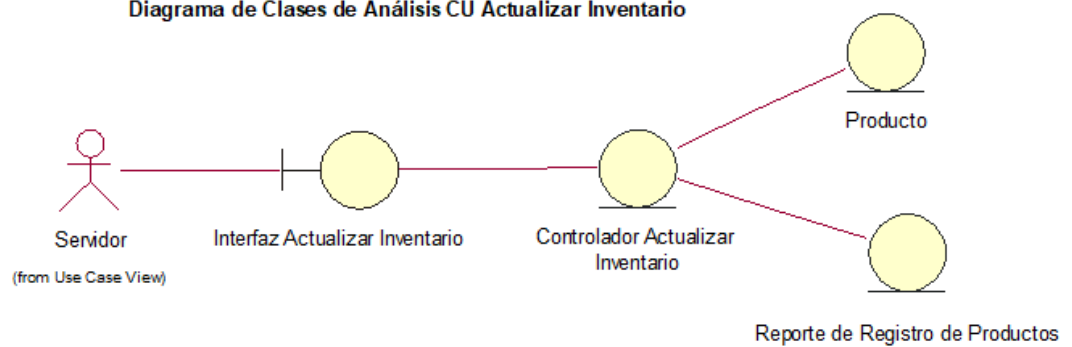 Diagrama de Clases de Análisis CU Actualizar Inventario
Producto
Servidor
(from Use Case View)
Interfaz Actualizar Inventario
Controlador Actualizar
Inventario
Reporte de Registro de Productos